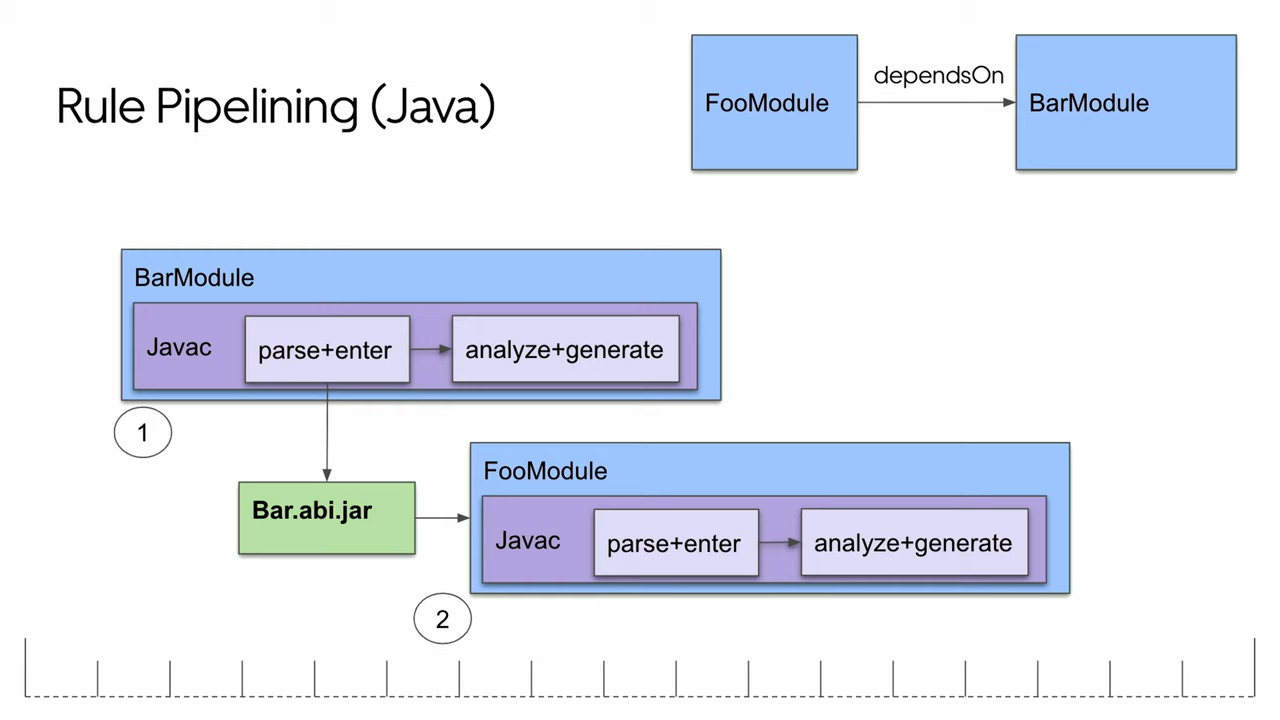 Rule Pipelining (Java)
FooModule
dependsOn
BarModule
BarModule
Javac
parse+enter
analyze+generate
1
Bar.abi.jar
FooModule
Javac
parse+enter
analyze+generate
2